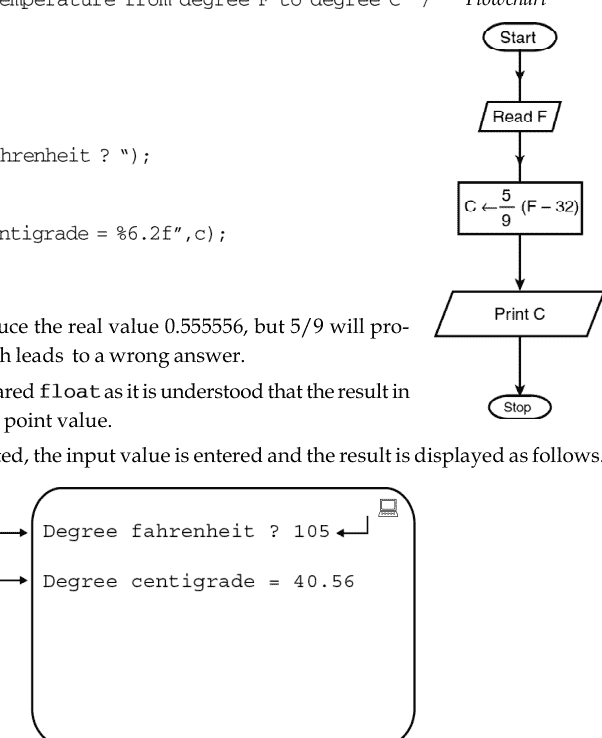 emperature from degree F to degree C */
Flowchart
Start
Read F
hrenheit ? “);
C ← 5/9 (F – 32)
ntigrade = %6.2f”,c);
Print C
uce the real value 0.555556, but 5/9 will pro-
h leads to a wrong answer.
ared float as it is understood that the result in
point value.
Stop
ted, the input value is entered and the result is displayed as follows.
Degree fahrenheit ? 105
Degree centigrade = 40.56